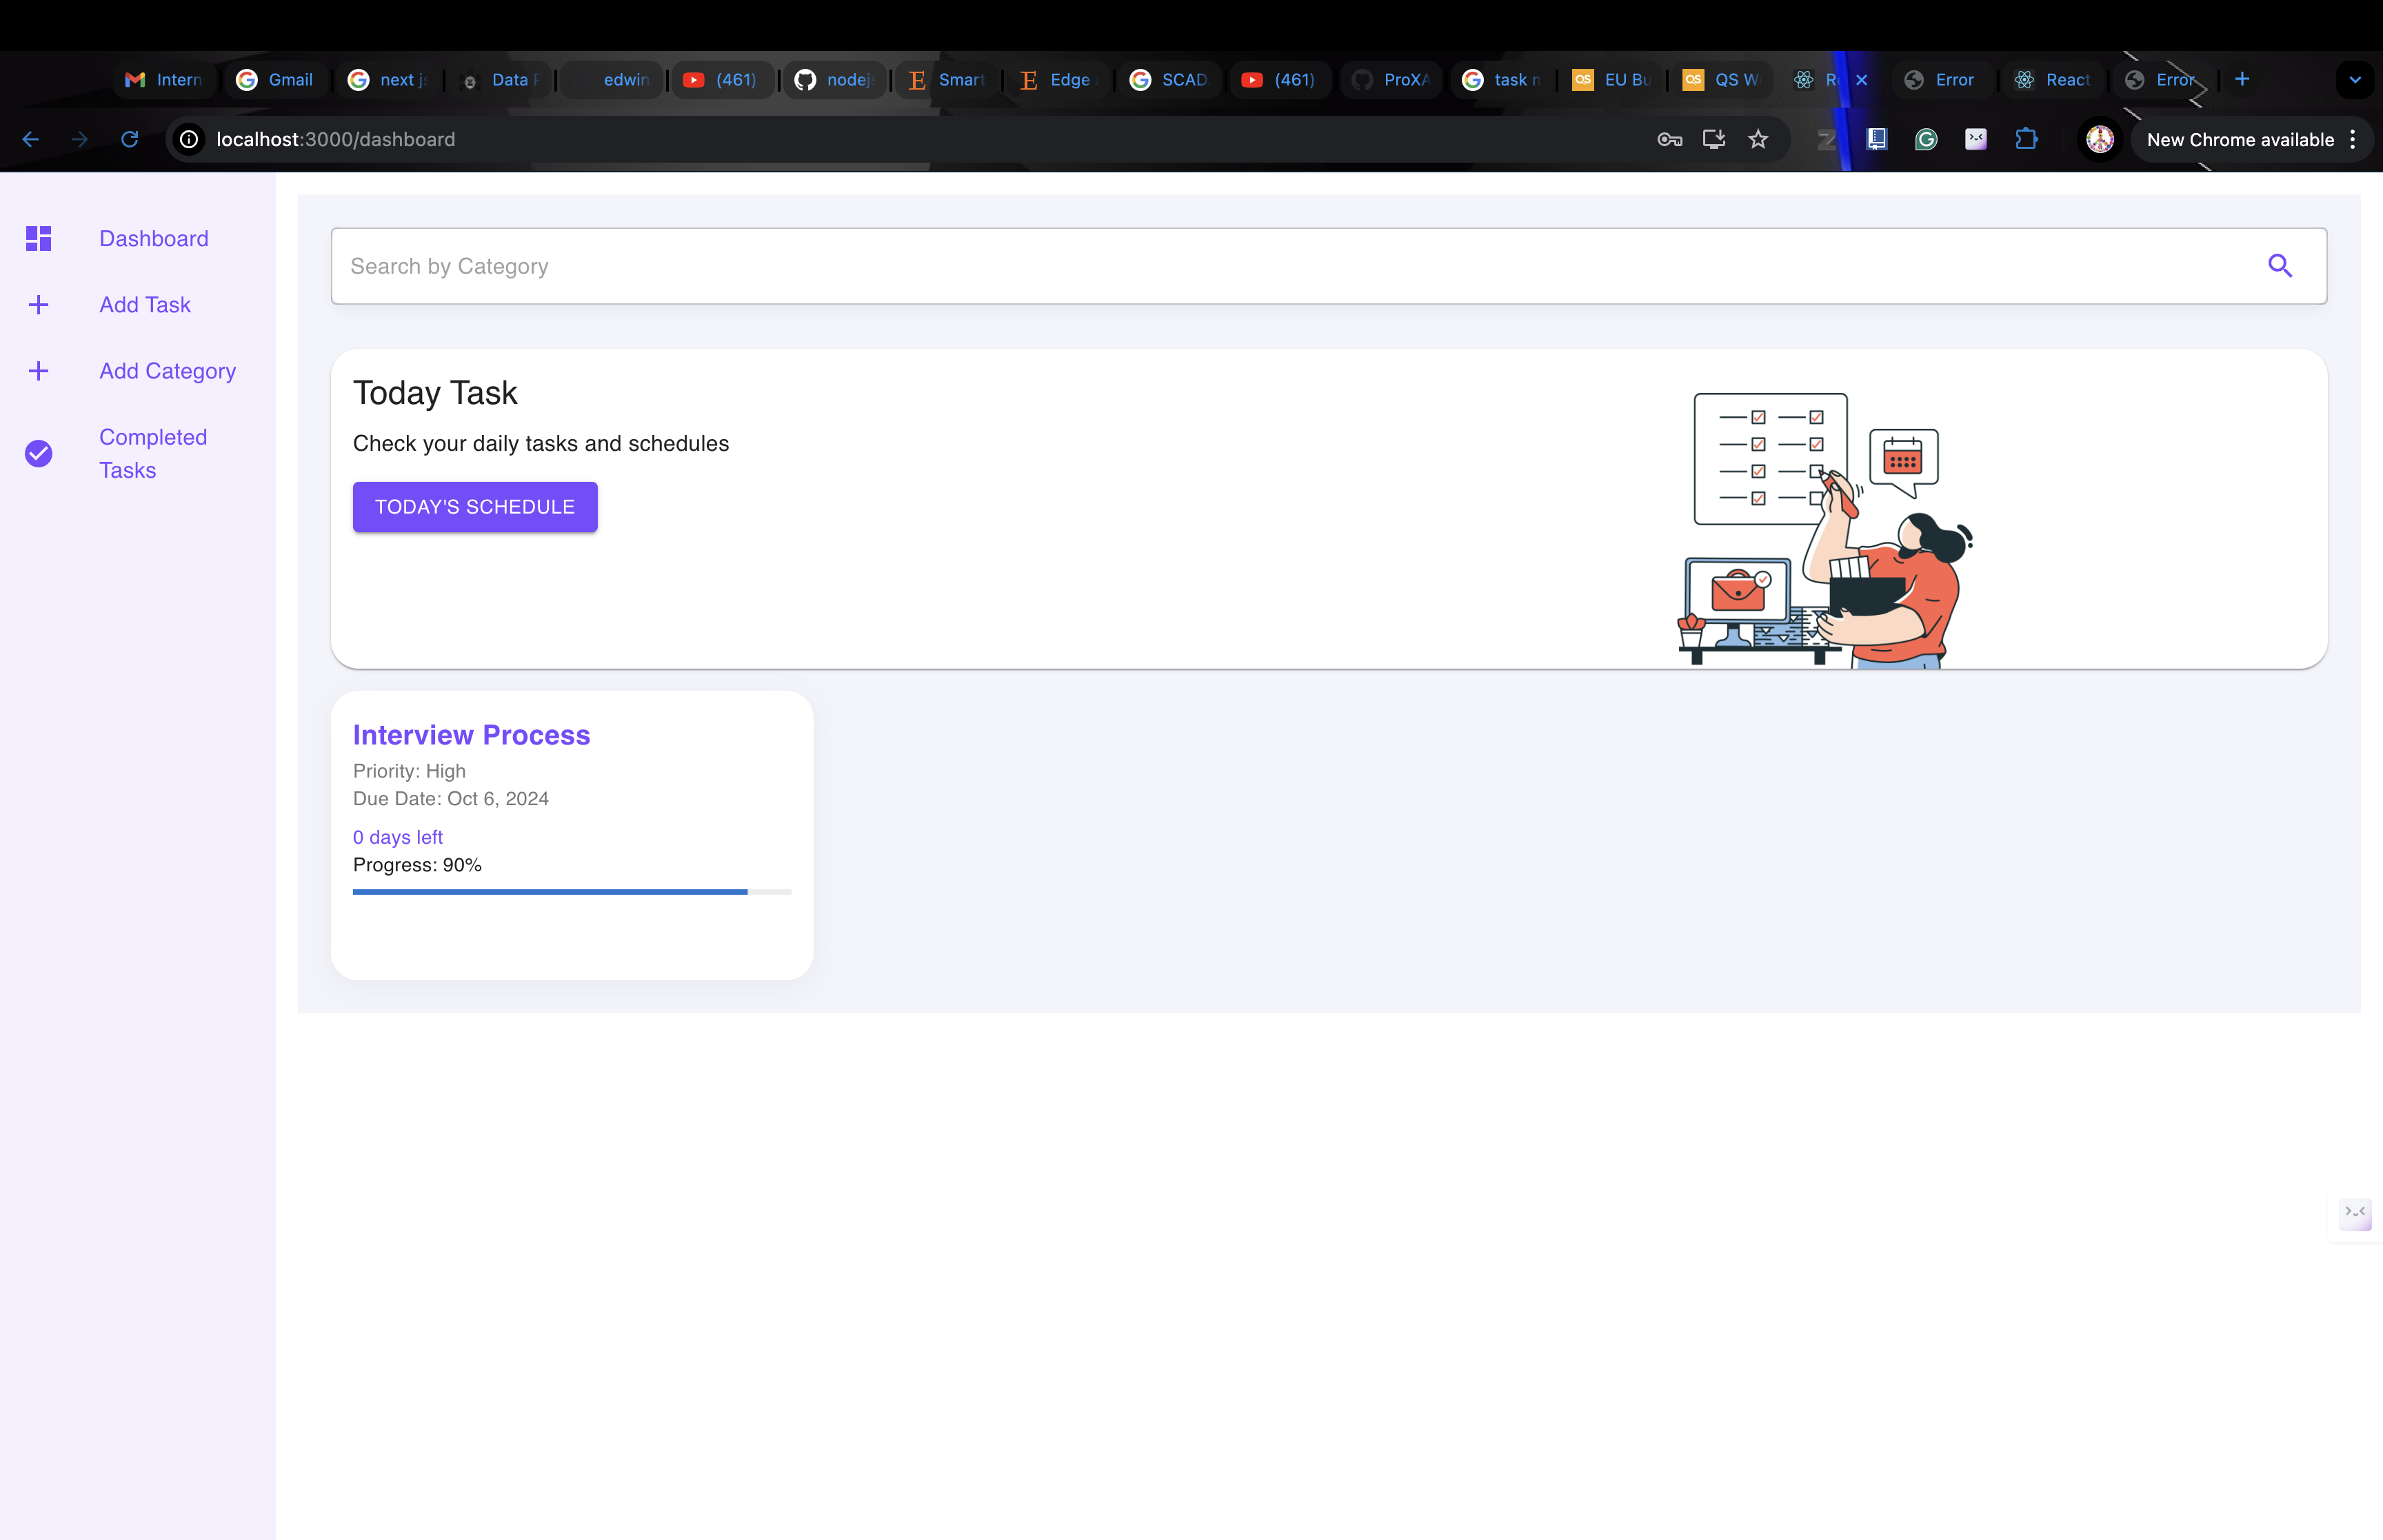 Intern
Gmail
next js
Data P
edwin
(461)
nodejs
Smart
Edge
SCAD
(461)
ProXA
task m
EU Bu
QS W
Error
React
Error
localhost:3000/dashboard
New Chrome available
Dashboard
Add Task
Add Category
Completed
Tasks
Search by Category
Today Task
Check your daily tasks and schedules
TODAY'S SCHEDULE
Interview Process
Priority: High
Due Date: Oct 6, 2024
0 days left
Progress: 90%